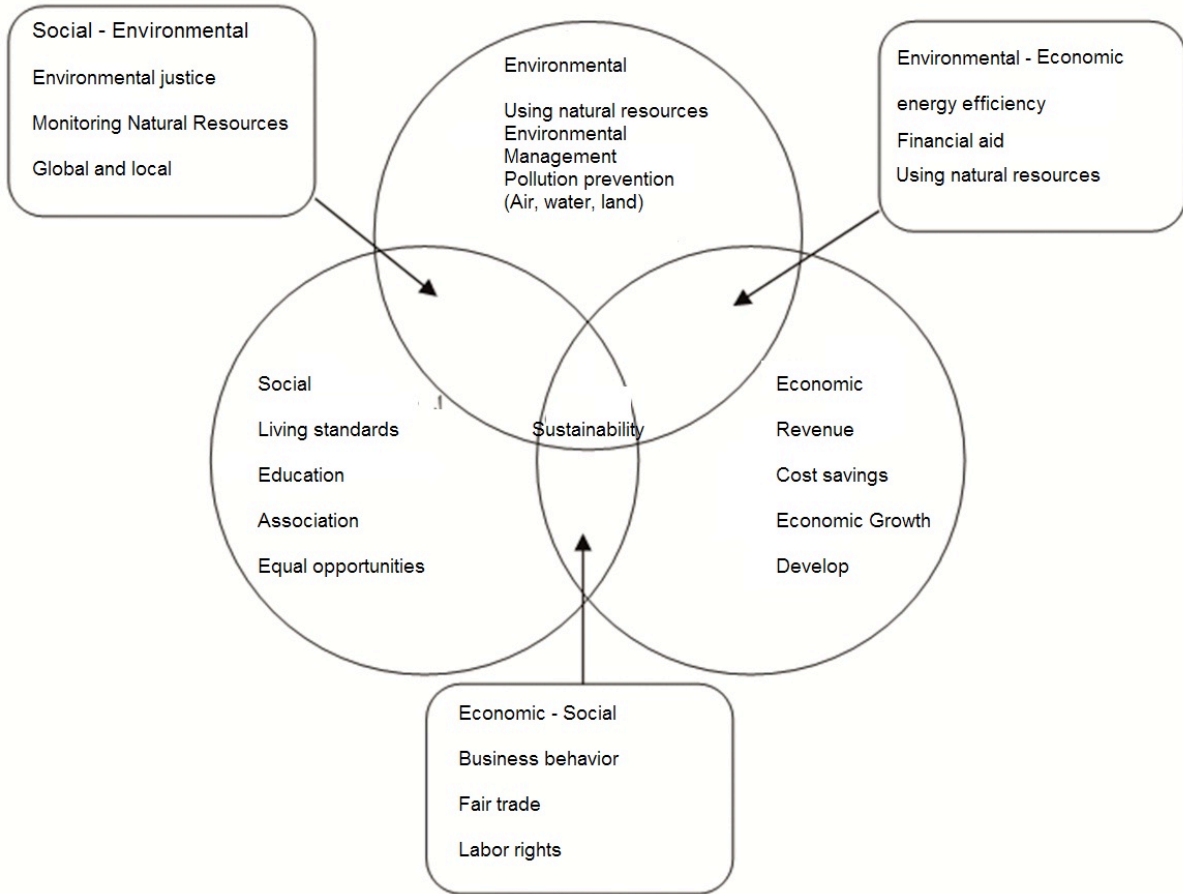 Social - Environmental
Environmental justice
Monitoring Natural Resources
Global and local
Environmental
Using natural resources
Environmental
Management
Pollution prevention
(Air, water, land)
Environmental - Economic
energy efficiency
Financial aid
Using natural resources
Social
Living standards
Education
Association
Equal opportunities
Sustainability
Economic
Revenue
Cost savings
Economic Growth
Develop
Economic - Social
Business behavior
Fair trade
Labor rights